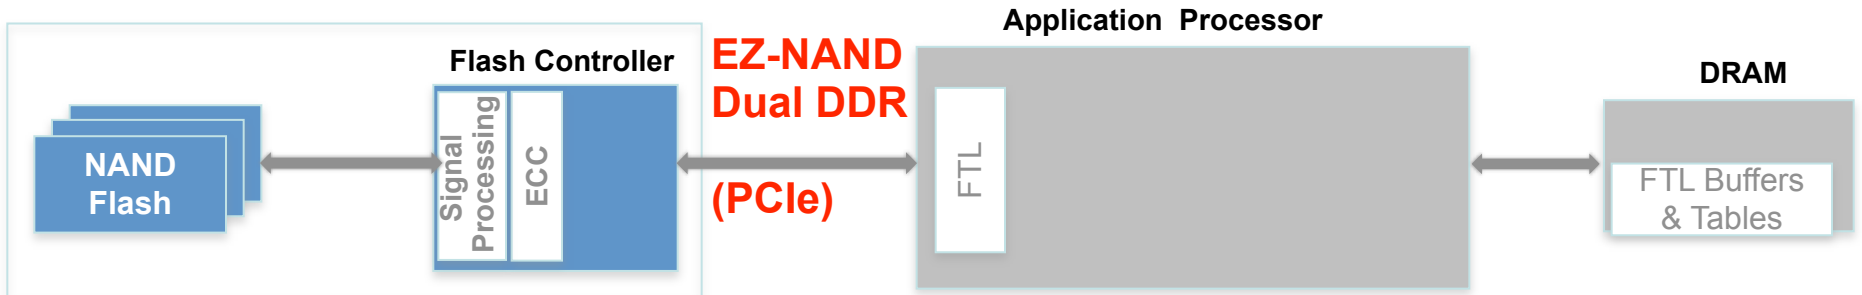 Application Processor
Flash Controller
EZ-NAND
Dual DDR
(PCIe)
DRAM
NAND
Flash
Signal
Processing
ECC
FTL
FTL Buffers
& Tables